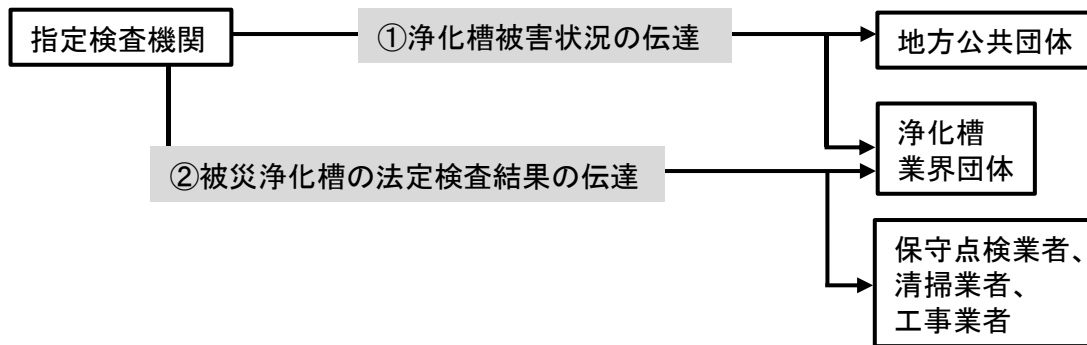 指定検査機関
①浄化槽被害状況の伝達
地方公共団体
浄化槽
業界団体
②被災浄化槽の法定検査結果の伝達
保守点検業者、
清掃業者、
工事業者